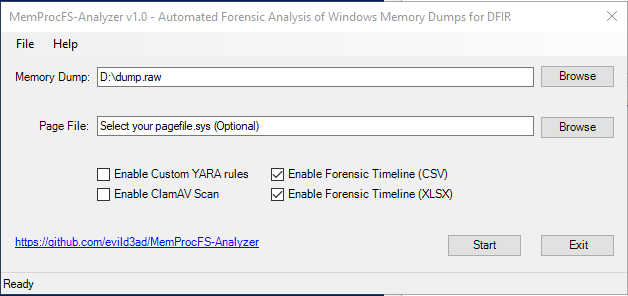 MemProcFS-Analyzer v1.0 - Automated Forensic Analysis of Windows Memory Dumps for DFIR
File Help
Memory Dump: D:\dump.raw Browse
Page File: Select your pagefile.sys (Optional) Browse
Enable Custom YARA rules Enable Forensic Timeline (CSV)
Enable ClamAV Scan Enable Forensic Timeline (XLSX)
https://github.com/evild3ad/MemProcFS-Analyzer Start Exit
Ready